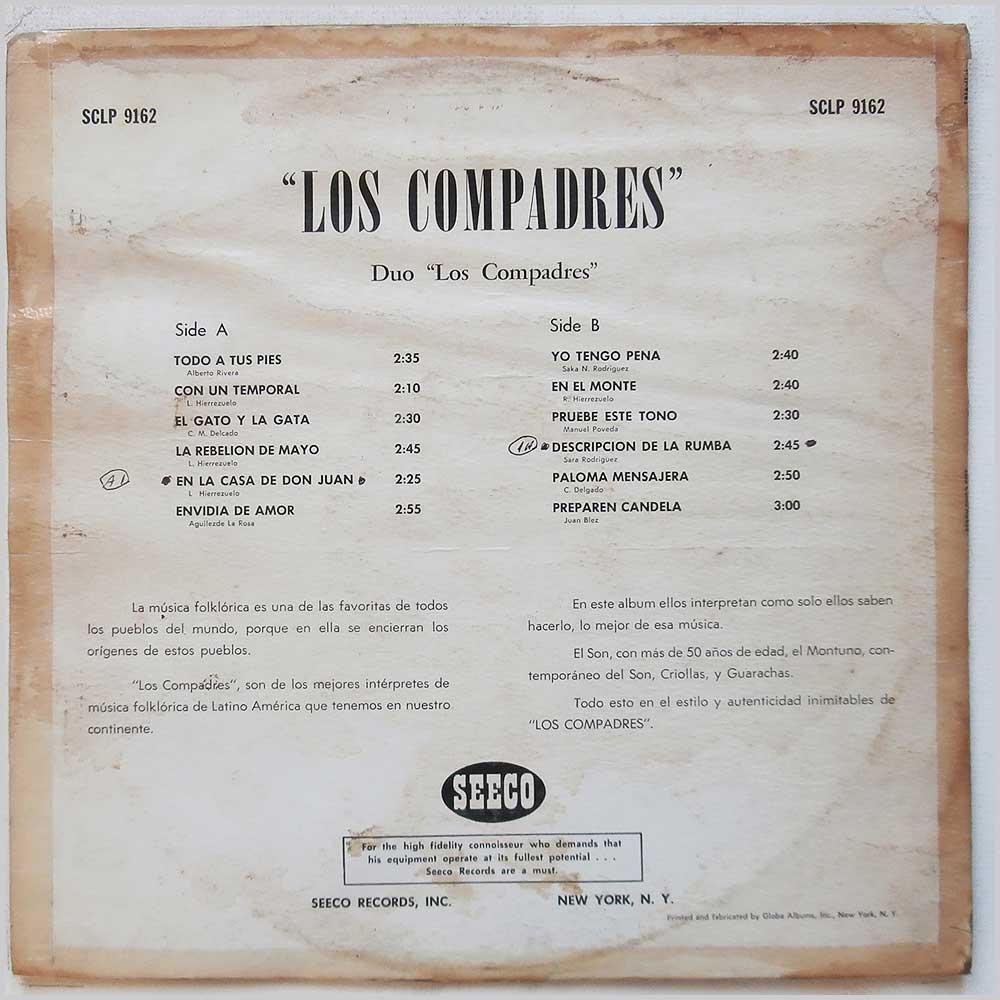 SCLP 9162
SCLP 9162
"LOS COMPADRES"
Duo "Los Compadres"
Side A
TODO A TUS PIES 2:35
Alberto Rivera
CON UN TEMPORAL 2:10
L. Hierrezuelo
EL GATO Y LA GATA 2:30
C. M. Delcado
LA REBELION DE MAYO 2:45
L. Hierrezuelo
A1 EN LA CASA DE DON JUAN 2:25
L Hierrezuelo
ENVIDIA DE AMOR 2:55
Aguilezde La Rosa
Side B
YO TENGO PENA 2:40
Saka N. Rodriguez
EN EL MONTE 2:40
R. Hierrezuelo
PRUEBE ESTE TONO 2:30
Manuel Poveda
DESCRIPCION DE LA RUMBA 2:45
Sara Rodriguez
PALOMA MENSAJERA 2:50
C. Delgado
PREPAREN CANDELA 3:00
Juan Blez
La música folklórica es una de las favoritas de todos
los pueblos del mundo, porque en ella se encierran los
orígenes de estos pueblos.
"Los Compadres", son de los mejores intérpretes de
música folklórica de Latino América que tenemos en nuestro
continente.
En este album ellos interpretan como solo ellos saben
hacerlo, lo mejor de esa música.
El Son, con más de 50 años de edad, el Montuno, con-
temporáneo del Son, Criollas, y Guarachas.
Todo esto en el estilo y autenticidad inimitables de
"LOS COMPADRES".
SEECO
For the high fidelity connoisseur who demands that
his equipment operate at its fullest potential . . .
Seeco Records are a must.
SEECO RECORDS, INC. NEW YORK, N. Y.
Printed and Fabricated by Globe Albums, Inc., New York, N. Y.